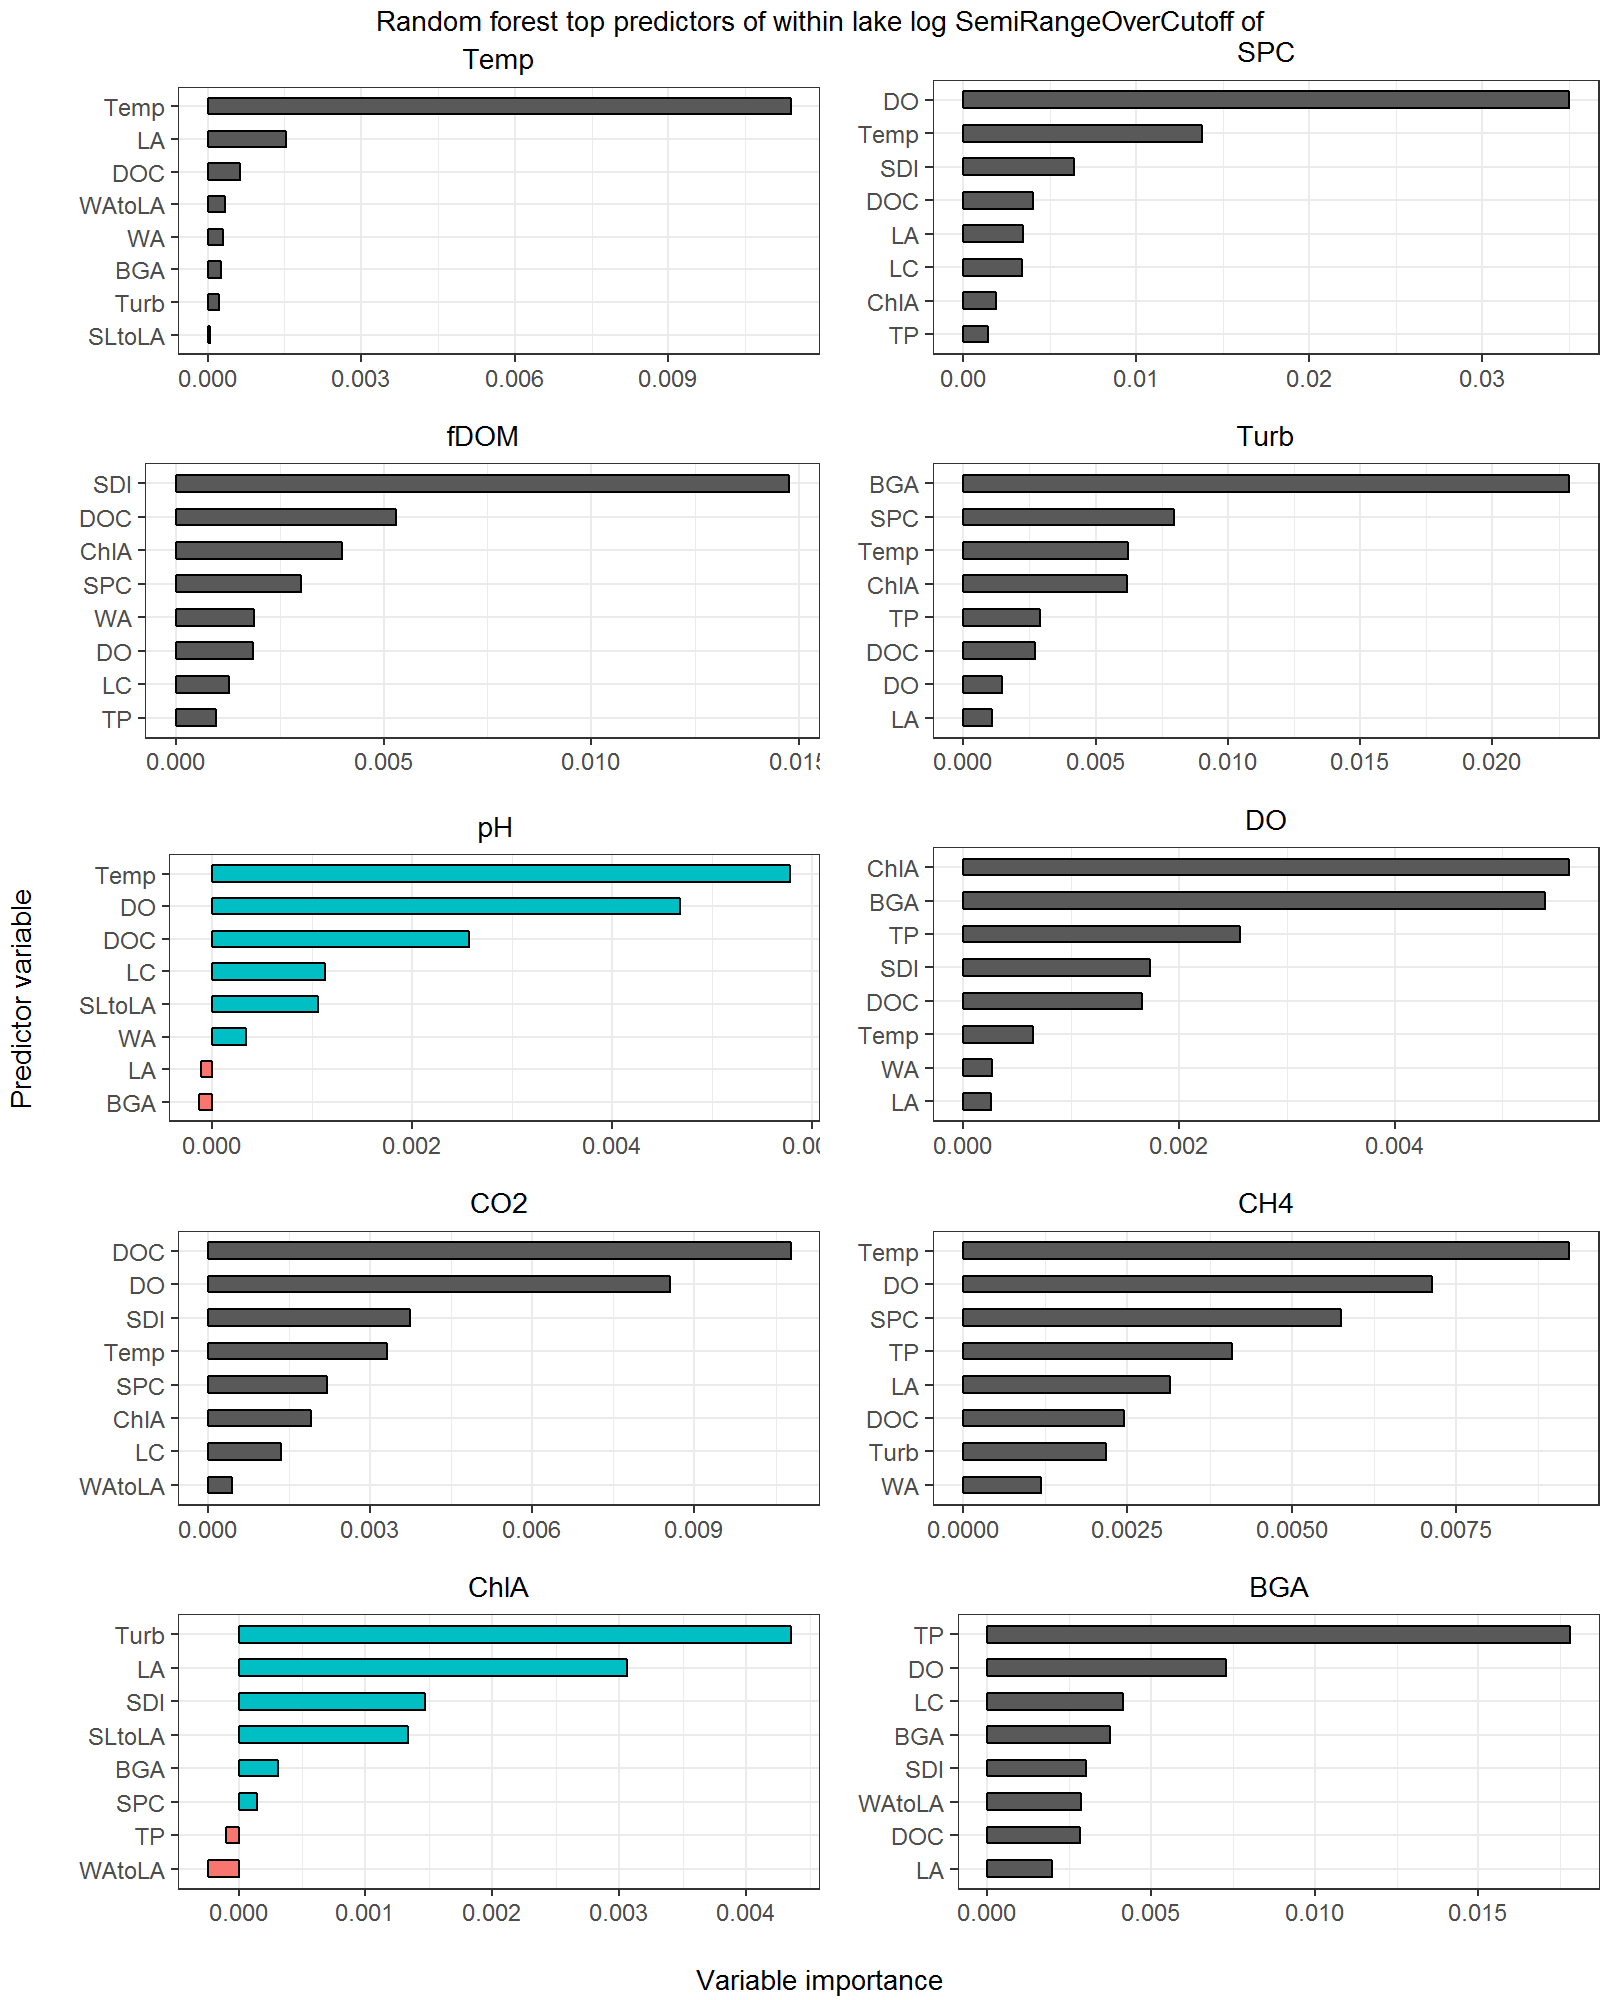 Random forest top predictors of within lake log SemiRangeOverCutoff of
Temp
Temp
LA
DOC
WAtoLA
WA
BGA
Turb
SLtoLA
0.000 0.003 0.006 0.009
SPC
DO
Temp
SDI
DOC
LA
LC
ChlA
TP
0.00 0.01 0.02 0.03
fDOM
SDI
DOC
ChlA
SPC
WA
DO
LC
TP
0.000 0.005 0.010 0.015
Turb
BGA
SPC
Temp
ChlA
TP
DOC
DO
LA
0.000 0.005 0.010 0.015 0.020
Predictor variable
pH
Temp
DO
DOC
LC
SLtoLA
WA
LA
BGA
0.000 0.002 0.004
DO
ChlA
BGA
TP
SDI
DOC
Temp
WA
LA
0.000 0.002 0.004
CO2
DOC
DO
SDI
Temp
SPC
ChlA
LC
WAtoLA
0.000 0.003 0.006 0.009
CH4
Temp
DO
SPC
TP
LA
DOC
Turb
WA
0.0000 0.0025 0.0050 0.0075
ChlA
Turb
LA
SDI
SLtoLA
BGA
SPC
TP
WAtoLA
0.000 0.001 0.002 0.003 0.004
BGA
TP
DO
LC
BGA
SDI
WAtoLA
DOC
LA
0.000 0.005 0.010 0.015
Variable importance